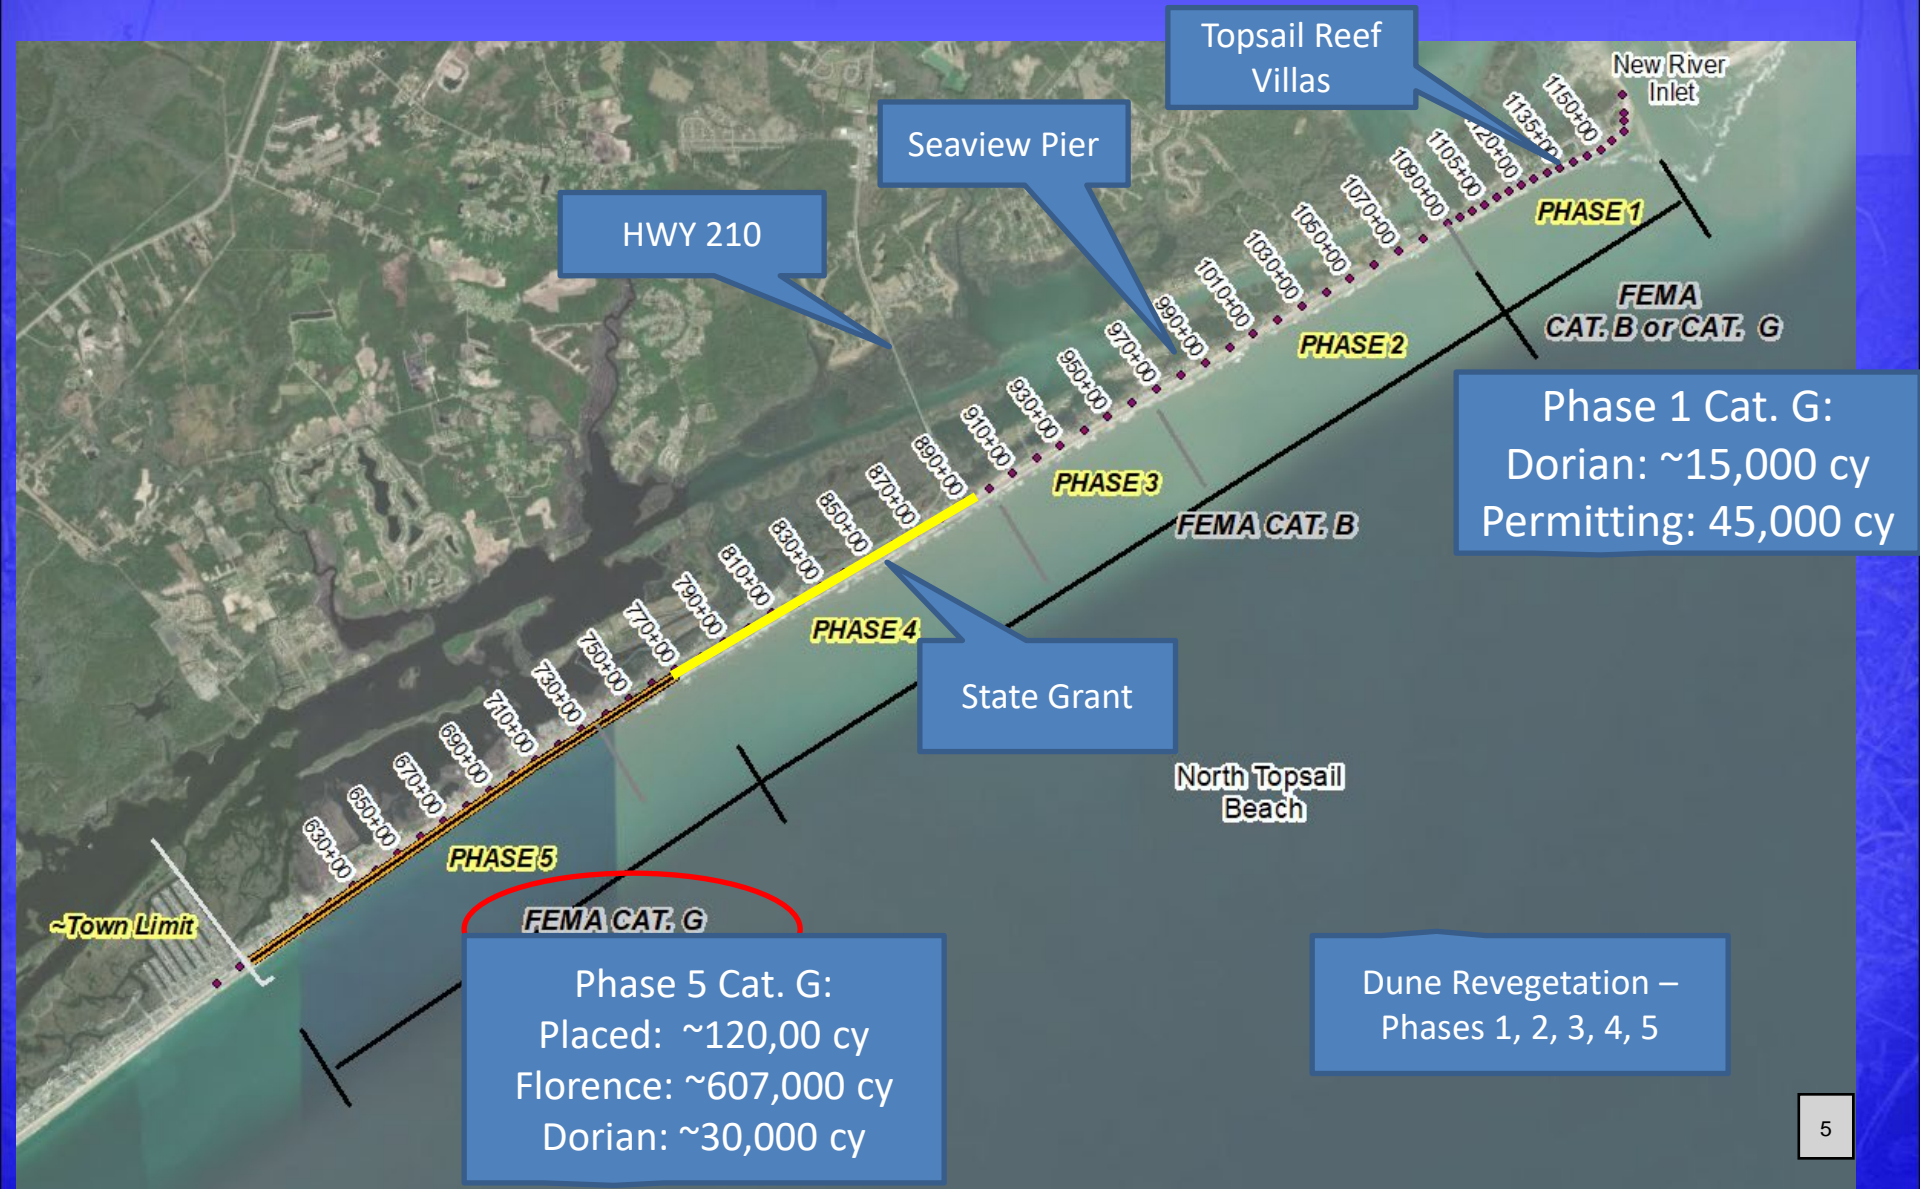 Topsail Reef
Villas
New River
Inlet
Seaview Pier
HWY 210
1150+00
1135+00
120+00
1105+00
1090+00
1070+00
1050+00
1030+00
1010+00
990+00
970+00
950+00
930+00
910+00
890+00
870+00
850+00
830+00
810+00
790+00
770+00
750+00
730+00
710+00
690+00
670+00
650+00
630+00
PHASE 1
FEMA
CAT. B or CAT. G
PHASE 2
Phase 1 Cat. G:
Dorian: ~15,000 cy
Permitting: 45,000 cy
PHASE 3
FEMA CAT. B
PHASE 4
State Grant
North Topsail
Beach
PHASE 5
~Town Limit
FEMA CAT. G
Phase 5 Cat. G:
Placed: ~120,00 cy
Florence: ~607,000 cy
Dorian: ~30,000 cy
Dune Revegetation –
Phases 1, 2, 3, 4, 5
5